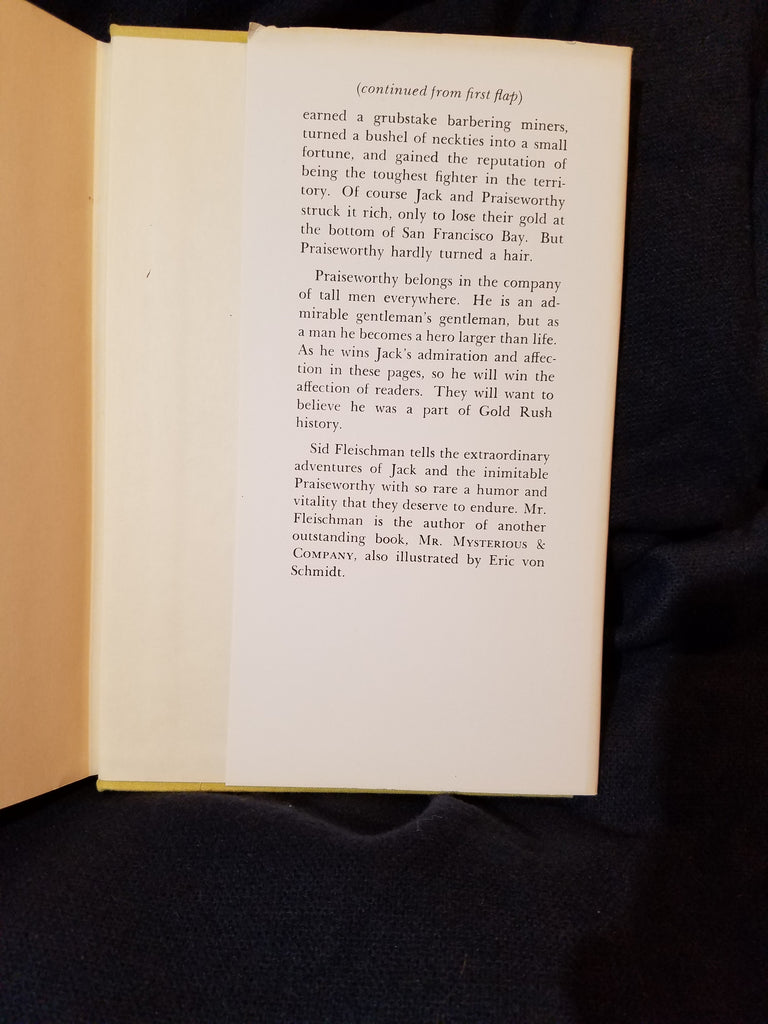 (continued from first flap)
earned a grubstake barbering miners,
turned a bushel of neckties into a small
fortune, and gained the reputation of
being the toughest fighter in the terri-
tory. Of course Jack and Praiseworthy
struck it rich, only to lose their gold at
the bottom of San Francisco Bay. But
Praiseworthy hardly turned a hair.
Praiseworthy belongs in the company
of tall men everywhere. He is an ad-
mirable gentleman's gentleman, but as
a man he becomes a hero larger than life.
As he wins Jack's admiration and affec-
tion in these pages, so he will win the
affection of readers. They will want to
believe he was a part of Gold Rush
history.
Sid Fleischman tells the extraordinary
adventures of Jack and the inimitable
Praiseworthy with so rare a humor and
vitality that they deserve to endure. Mr.
Fleischman is the author of another
outstanding book, MR. MYSTERIOUS &
COMPANY, also illustrated by Eric von
Schmidt.